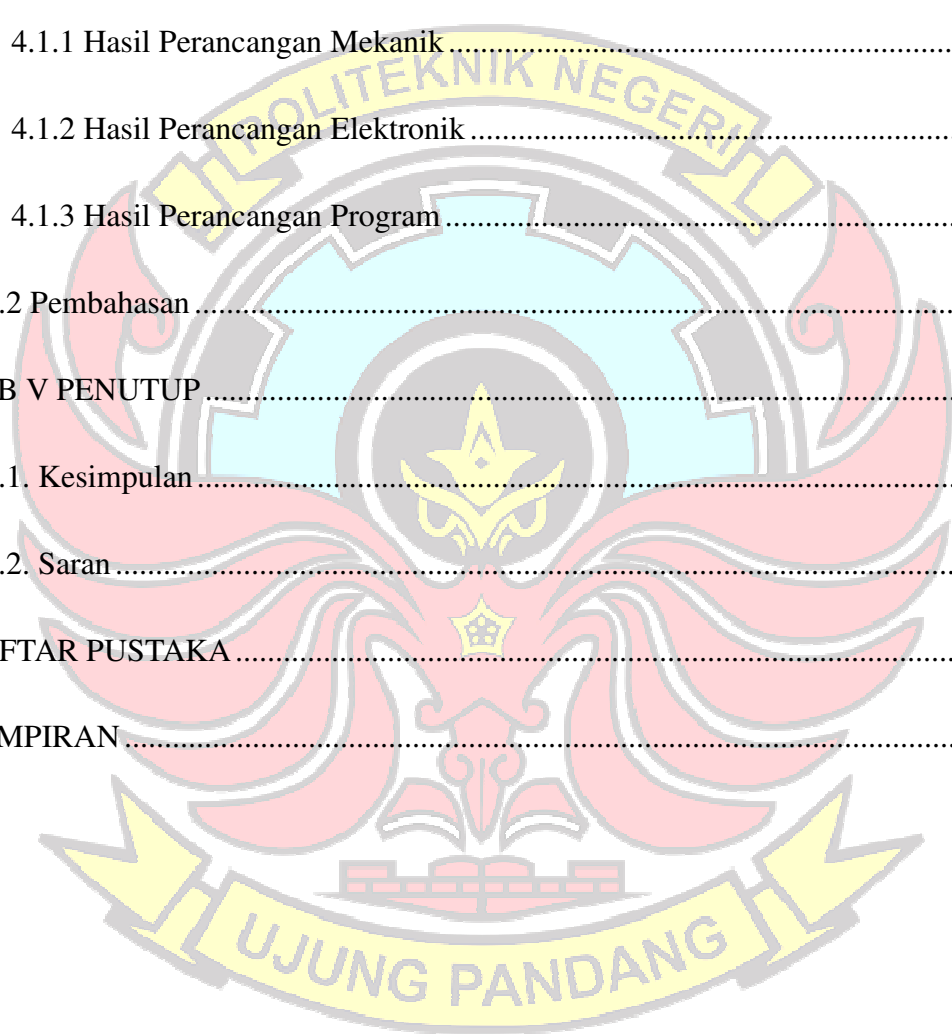 4.1.1 Hasil Perancangan Mekanik ........................................................
POLITEKNIK NEGERI
4.1.2 Hasil Perancangan Elektronik ........................................................
4.1.3 Hasil Perancangan Program ........................................................
.2 Pembahasan ........................................................
B V PENUTUP ........................................................
.1. Kesimpulan ........................................................
.2. Saran ........................................................
FTAR PUSTAKA ........................................................
MPIRAN ........................................................
UJUNG PANDANG